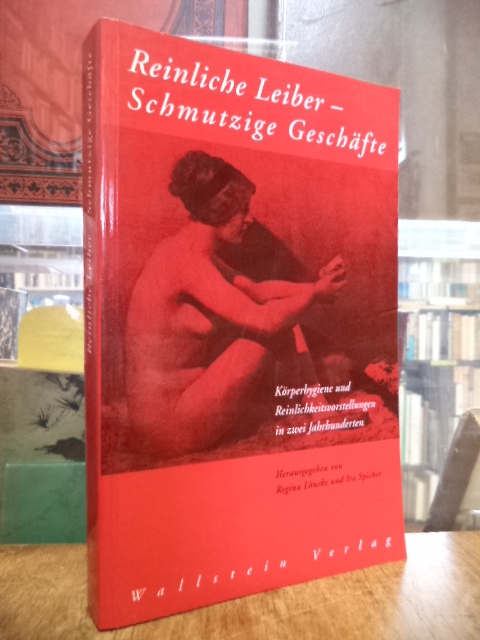 Reinliche Leiber –
Schmutzige Geschäfte
Körperhygiene und
Reinlichkeitsvorstellungen
in zwei Jahrhunderten
Herausgegeben von
Regina Löneke und Ira Spieker
Wallstein Verlag
Reinliche Leiber – Schmutzige Geschäfte